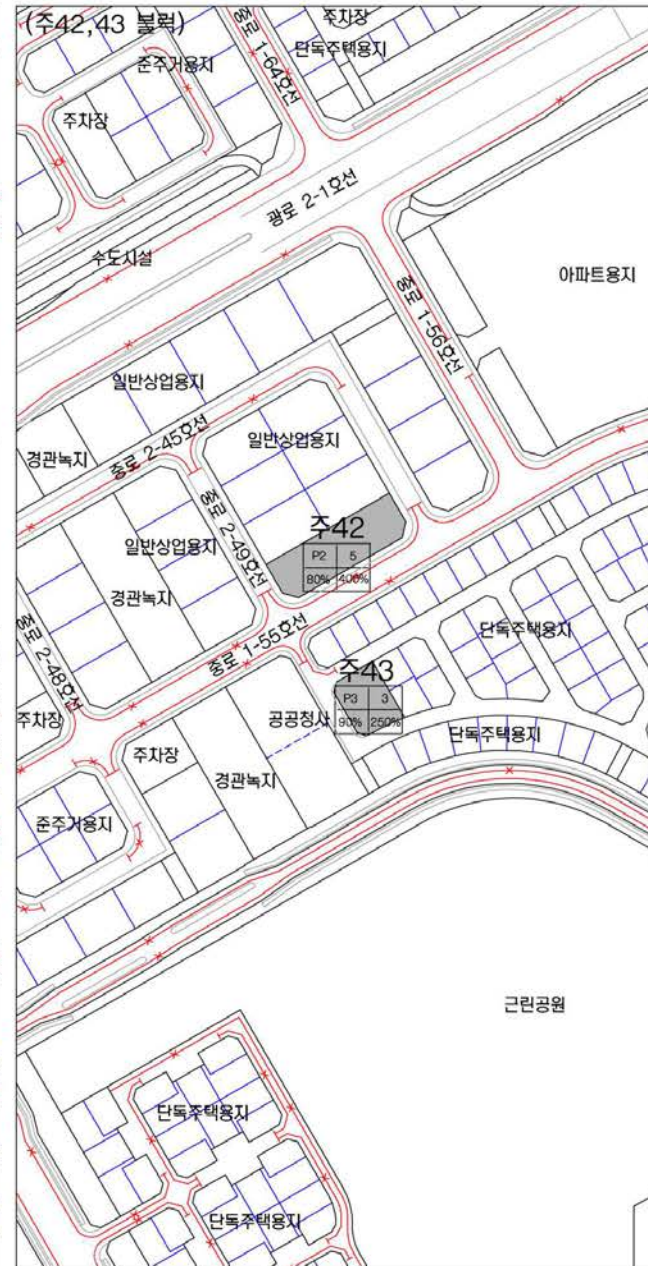 (주42,43 블럭)
주차장
단독주택용지
중로 1-64호선
준주거용지
주차장
광로 2-1호선
수도시설
아파트용지
중로 1-56호선
일반상업용지
경관녹지
중로 2-45호선
일반상업용지
중로 2-49호선
일반상업용지
경관녹지
주42
P2 5
80% 400%
중로 2-48호선
중로 1-55호선
단독주택용지
주43
P3 3
90% 250%
주차장
공공청사
주차장
경관녹지
단독주택용지
준주거용지
근린공원
단독주택용지
단독주택용지